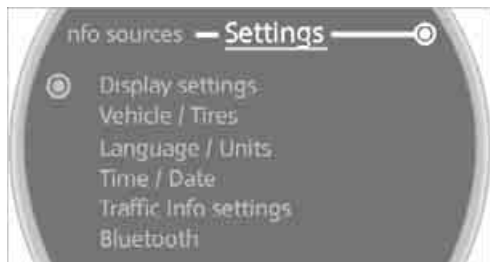 nfo sources Settings
Display settings
Vehicle / Tires
Language / Units
Time / Date
Traffic Info settings
Bluetooth